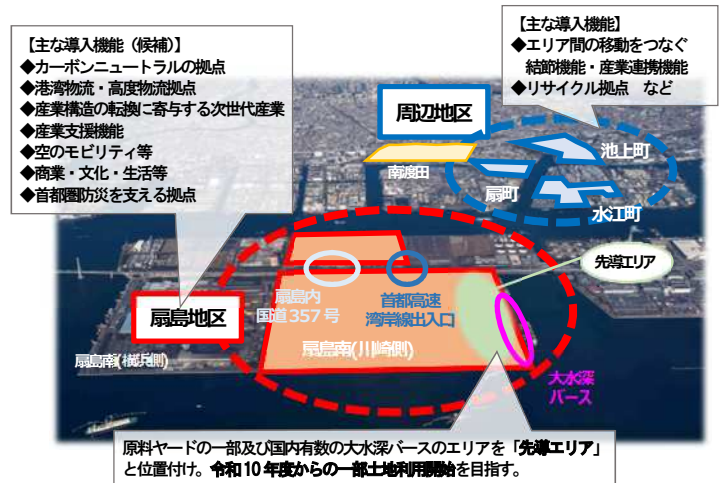 【主な導入機能（候補）】
◆カーボンニュートラルの拠点
◆港湾物流・高度物流拠点
◆産業構造の転換に寄与する次世代産業
◆産業支援機能
◆空のモビリティ等
◆商業・文化・生活等
◆首都圏防災を支える拠点
【主な導入機能】
◆エリア間の移動をつなぐ
結節機能・産業連携機能
◆リサイクル拠点　など
周辺地区
池上町
南渡田
扇町
水江町
先導エリア
扇島内
国道357号
首都高速
湾岸線出入口
扇島地区
扇島南(横浜側)
扇島南(川崎側)
大水深
バース
原料ヤードの一部及び国内有数の大水深バースのエリアを「先導エリア」
と位置付け。令和10年度からの一部土地利用開始を目指す。